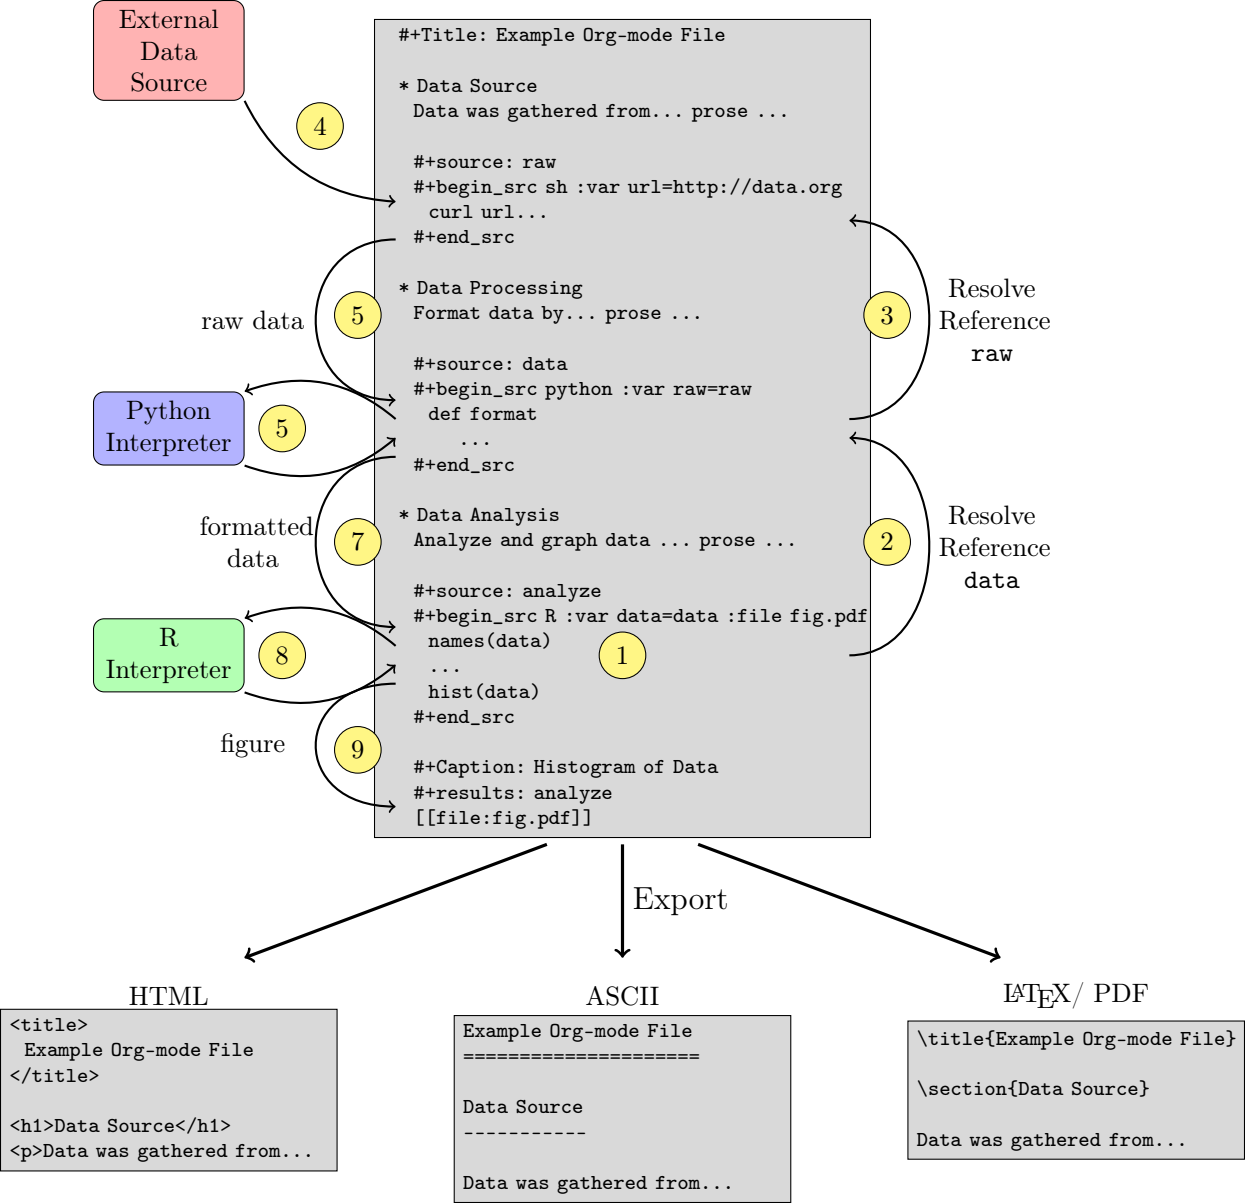 External
Data
Source
4
#+Title: Example Org-mode File
* Data Source
Data was gathered from... prose ...
#+source: raw
#+begin_src sh :var url=http://data.org
curl url...
#+end_src
* Data Processing
Format data by... prose ...
#+source: data
#+begin_src python :var raw=raw
def format
...
#+end_src
* Data Analysis
Analyze and graph data ... prose ...
#+source: analyze
#+begin_src R :var data=data :file fig.pdf
names(data)
...
hist(data)
#+end_src
#+Caption: Histogram of Data
#+results: analyze
[[file:fig.pdf]]
1
raw data
5
Python
Interpreter
5
formatted
data
7
R
Interpreter
8
figure
9
3
Resolve
Reference
raw
2
Resolve
Reference
data
Export
HTML
<title>
Example Org-mode File
</title>
<h1>Data Source</h1>
<p>Data was gathered from...
ASCII
Example Org-mode File
=====================
Data Source
-----------
Data was gathered from...
LATEX/ PDF
\title{Example Org-mode File}
\section{Data Source}
Data was gathered from...